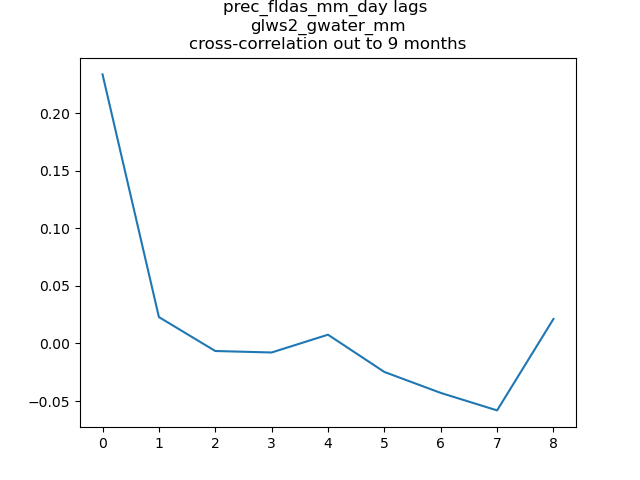 prec_fldas_mm_day lags
glws2_gwater_mm
cross-correlation out to 9 months
0.20
0.15
0.10
0.05
0.00
−0.05
0 1 2 3 4 5 6 7 8